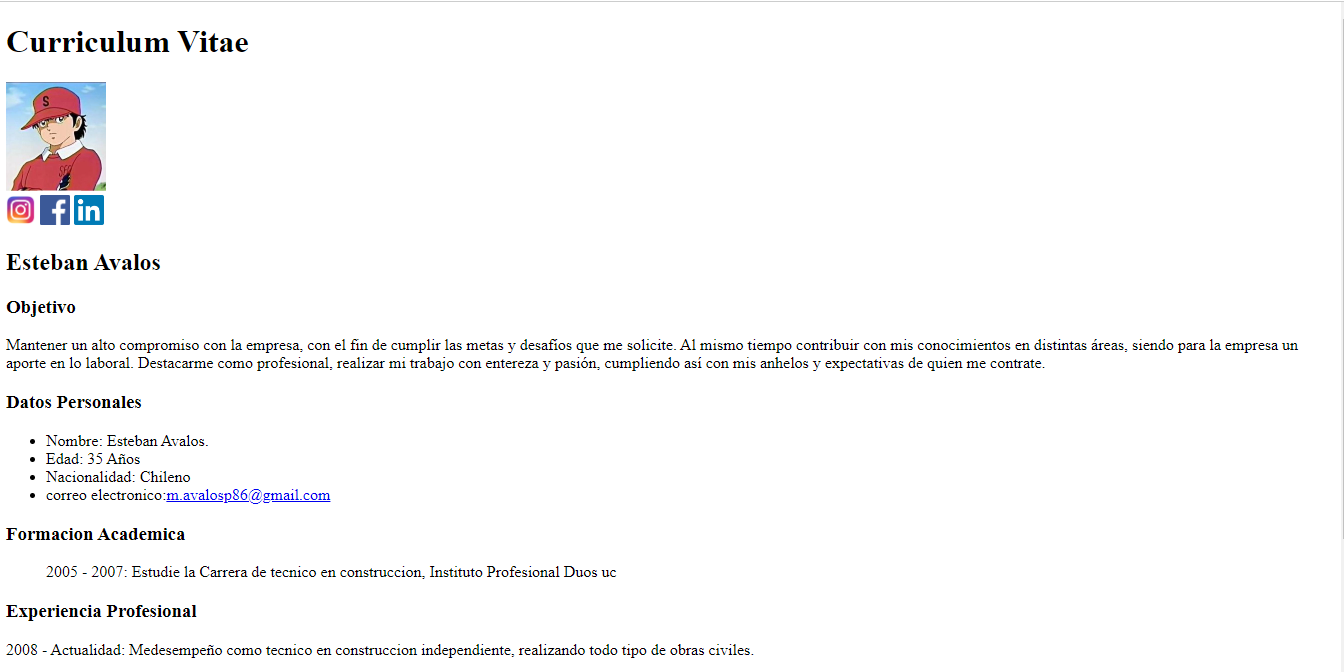 Curriculum Vitae
S
in
Esteban Avalos
Objetivo
Mantener un alto compromiso con la empresa, con el fín de cumplir las metas y desafíos que me solicite. Al mismo tiempo contribuir con mis conocimientos en distintas áreas, siendo para la empresa un
aporte en lo laboral. Destacarme como profesional, realizar mi trabajo con entereza y pasión, cumpliendo así con mis anhelos y expectativas de quien me contrate.
Datos Personales
Nombre: Esteban Avalos.
Edad: 35 Años
Nacionalidad: Chileno
correo electronico:m.avalosp86@gmail.com
Formacion Academica
2005 - 2007: Estudie la Carrera de tecnico en construccion, Instituto Profesional Duos uc
Experiencia Profesional
2008 - Actualidad: Medesempeño como tecnico en construccion independiente, realizando todo tipo de obras civiles.